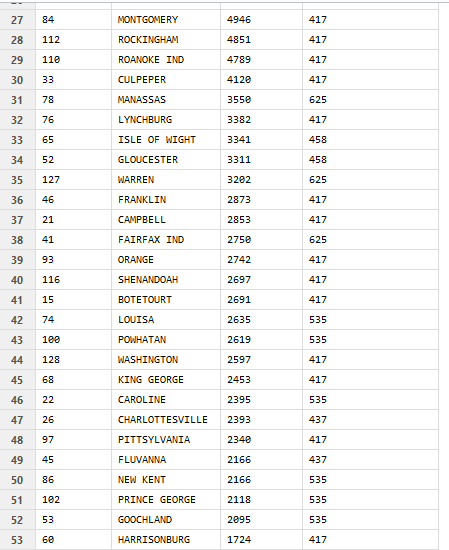 27 84 MONTGOMERY 4946 417
28 112 ROCKINGHAM 4851 417
29 110 ROANOKE IND 4789 417
30 33 CULPEPER 4120 417
31 78 MANASSAS 3550 625
32 76 LYNCHBURG 3382 417
33 65 ISLE OF WIGHT 3341 458
34 52 GLOUCESTER 3311 458
35 127 WARREN 3202 625
36 46 FRANKLIN 2873 417
37 21 CAMPBELL 2853 417
38 41 FAIRFAX IND 2750 625
39 93 ORANGE 2742 417
40 116 SHENANDOAH 2697 417
41 15 BOTETOURT 2691 417
42 74 LOUISA 2635 535
43 100 POWHATAN 2619 535
44 128 WASHINGTON 2597 417
45 68 KING GEORGE 2453 417
46 22 CAROLINE 2395 535
47 26 CHARLOTTESVILLE 2393 437
48 97 PITTSYLVANIA 2340 417
49 45 FLUVANNA 2166 437
50 86 NEW KENT 2166 535
51 102 PRINCE GEORGE 2118 535
52 53 GOOCHLAND 2095 535
53 60 HARRISONBURG 1724 417